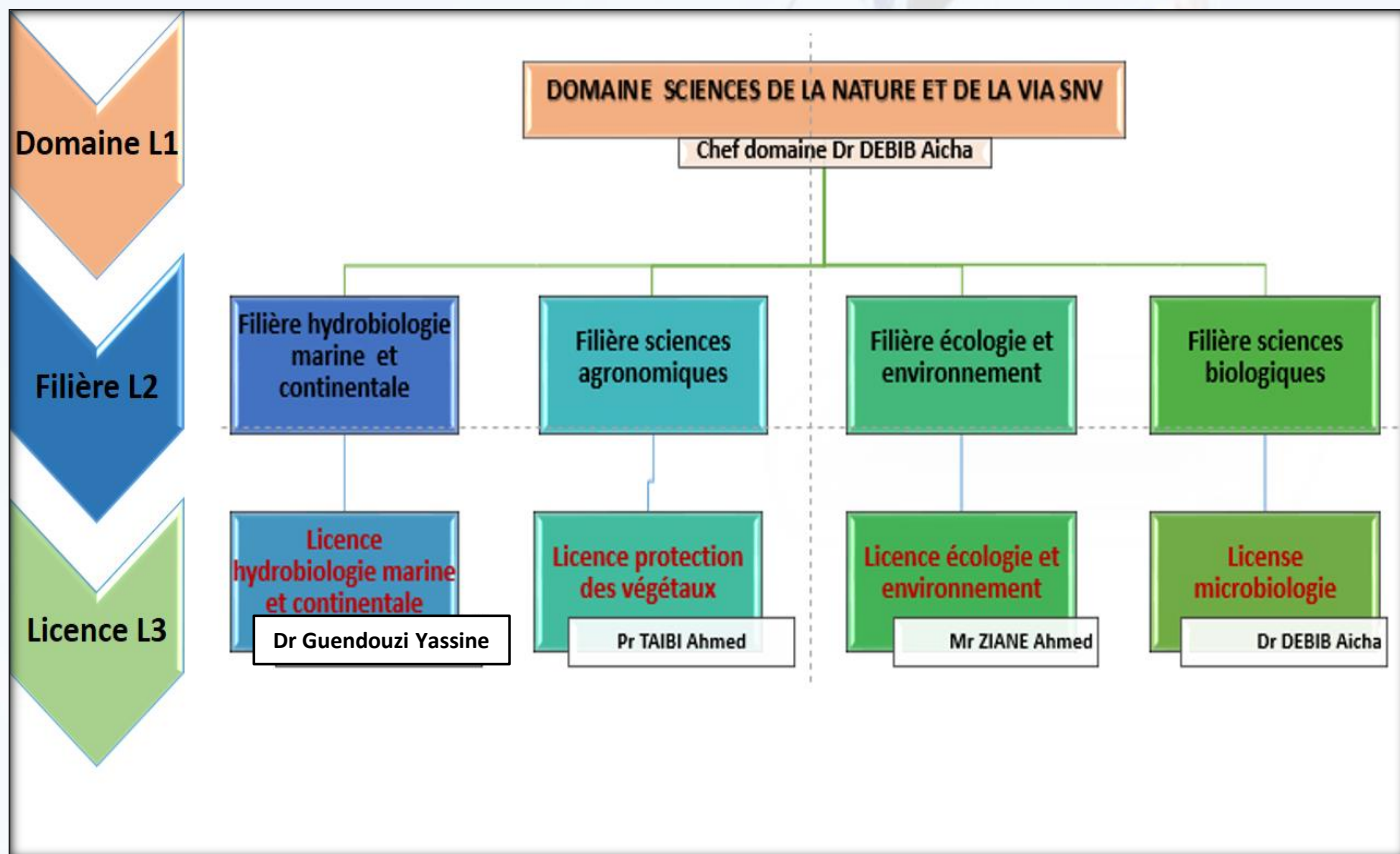 DOMAINE SCIENCES DE LA NATURE ET DE LA VIA SNV
Chef domaine Dr DEBIB Aicha
Domaine L1
Filière L2
Filière hydrobiologie
marine et
continentale
Filière sciences
agronomiques
Filière écologie et
environnement
Filière sciences
biologiques
Licence L3
Licence
hydrobiologie marine
et continentale
Dr Guendouzi Yassine
Licence protection
des végétaux
Pr TAIBI Ahmed
Licence écologie et
environnement
Mr ZIANE Ahmed
License
microbiologie
Dr DEBIB Aicha